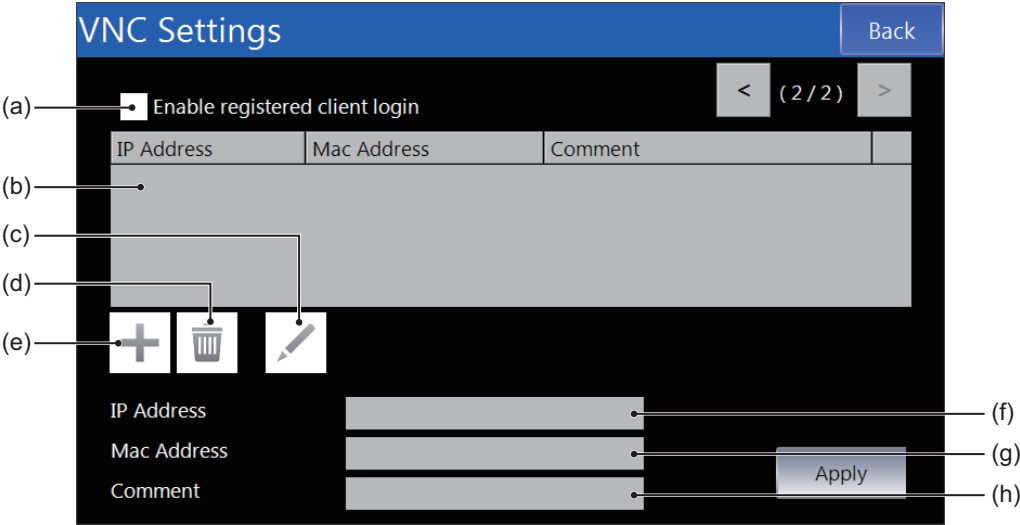 VNC Settings
Back
(a)
Enable registered client login
<
(2/2)
>
IP Address
Mac Address
Comment
(b)
(c)
(d)
(e)
IP Address
(f)
Mac Address
(g)
Apply
Comment
(h)